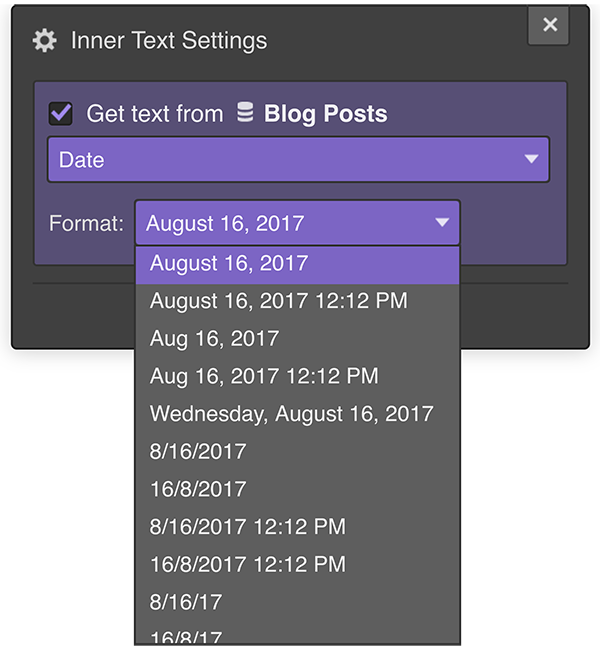 Inner Text Settings
Get text from Blog Posts
Date
Format: August 16, 2017
August 16, 2017
August 16, 2017 12:12 PM
Aug 16, 2017
Aug 16, 2017 12:12 PM
Wednesday, August 16, 2017
8/16/2017
16/8/2017
8/16/2017 12:12 PM
16/8/2017 12:12 PM
8/16/17
16/8/17